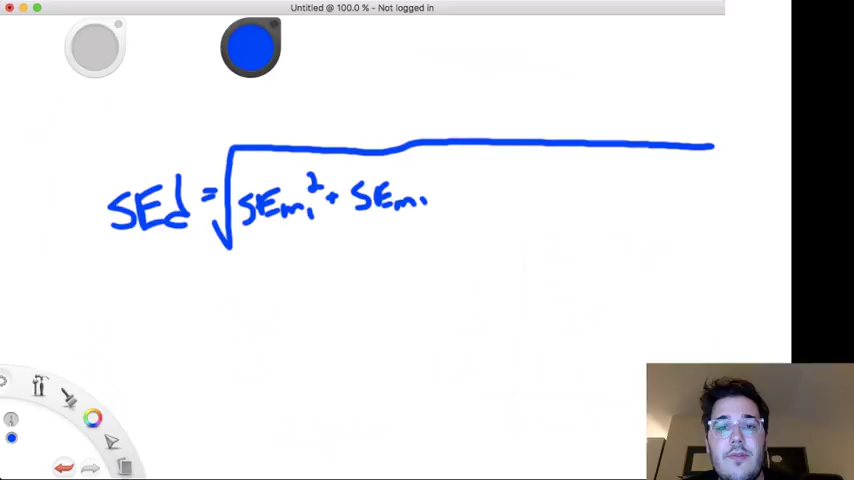 Untitled @ 100.0 % - Not logged in
SEd = √SEm₁² + SEm₁